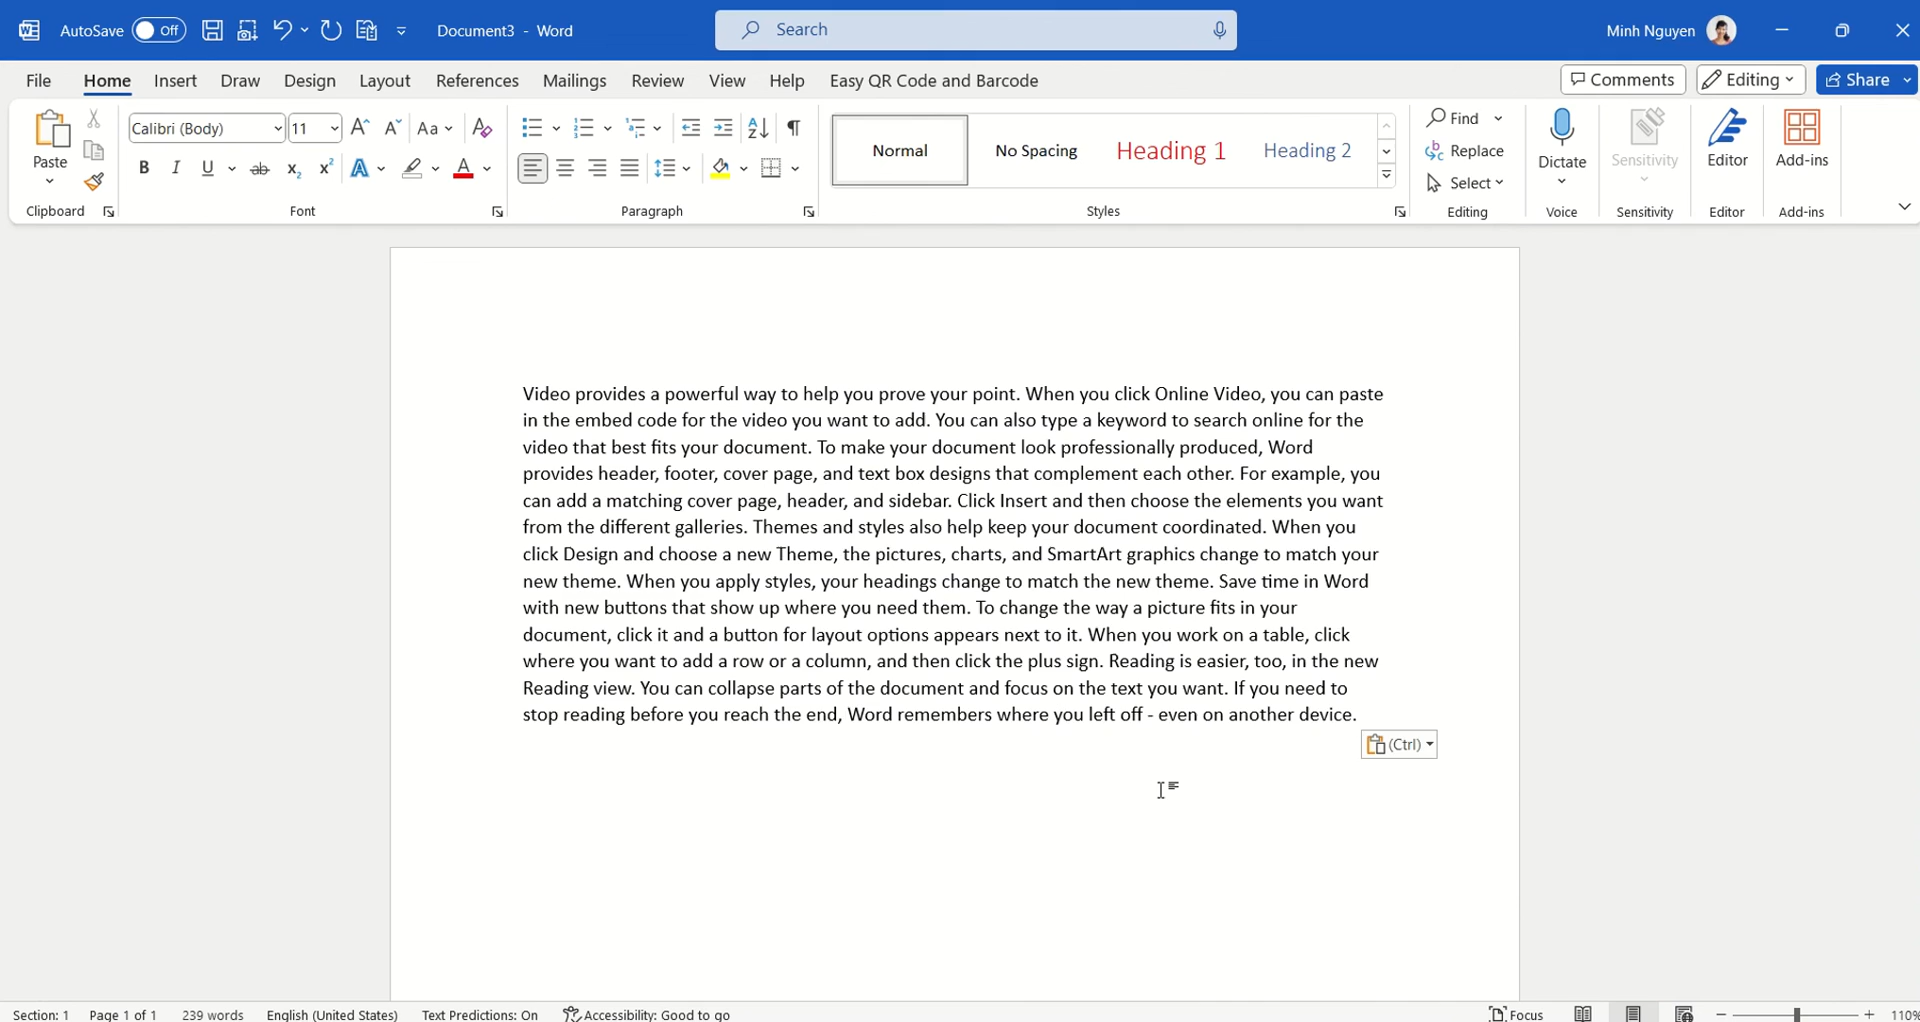 AutoSave Off Document3 - Word Search Minh Nguyen
File Home Insert Draw Design Layout References Mailings Review View Help Easy QR Code and Barcode Comments Editing Share
Calibri (Body) 11 Aa
Paste
B I U ab x₂ x² A A
Clipboard Font Paragraph
Normal No Spacing Heading 1 Heading 2
Styles
Find
Replace
Select
Editing
Dictate
Voice
Sensitivity
Sensitivity
Editor
Editor
Add-ins
Add-ins
Video provides a powerful way to help you prove your point. When you click Online Video, you can paste
in the embed code for the video you want to add. You can also type a keyword to search online for the
video that best fits your document. To make your document look professionally produced, Word
provides header, footer, cover page, and text box designs that complement each other. For example, you
can add a matching cover page, header, and sidebar. Click Insert and then choose the elements you want
from the different galleries. Themes and styles also help keep your document coordinated. When you
click Design and choose a new Theme, the pictures, charts, and SmartArt graphics change to match your
new theme. When you apply styles, your headings change to match the new theme. Save time in Word
with new buttons that show up where you need them. To change the way a picture fits in your
document, click it and a button for layout options appears next to it. When you work on a table, click
where you want to add a row or a column, and then click the plus sign. Reading is easier, too, in the new
Reading view. You can collapse parts of the document and focus on the text you want. If you need to
stop reading before you reach the end, Word remembers where you left off - even on another device.
(Ctrl)
Section: 1 Page 1 of 1 239 words English (United States) Text Predictions: On Accessibility: Good to go Focus 110%